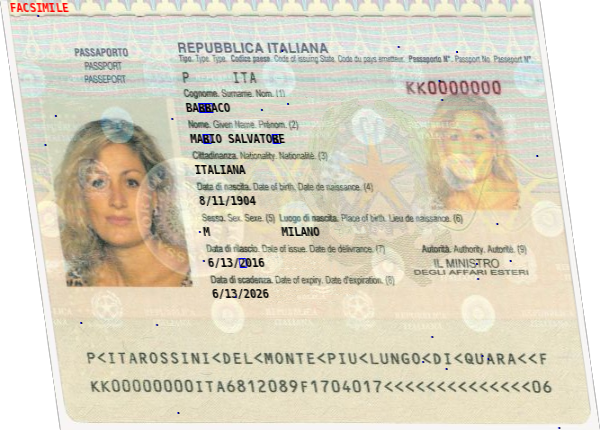 FACSIMILE
PASSAPORTO
PASSPORT
PASSEPORT
REPUBBLICA ITALIANA
Tipo. Type. Type. Codice paese. Code of issuing State. Code du pays émetteur. Passaporto N°. Passport No. Passeport N°.
P ITA
KK0000000
Cognome. Surname. Nom. (1)
Nome. Given Name. Prénom. (2)
MARIO SALVATORE
Cittadinanza. Nationality. Nationalité. (3)
ITALIANA
Data di nascita. Date of birth. Date de naissance. (4)
8/11/1904
Sesso. Sex. Sexe. (5) Luogo di nascita. Place of birth. Lieu de naissance. (6)
M MILANO
Data di rilascio. Date of issue. Date de délivrance. (7)
Autorità. Authority. Autorité. (9)
6/13/2016
IL MINISTRO
DEGLI AFFARI ESTERI
Data di scadenza. Date of expiry. Date d'expiration. (8)
6/13/2026
P<ITAROSSINI<DEL<MONTE<PIU<LUNGO<DI<QUARA<<F
KK00000000ITA6812089F1704017<<<<<<<<<<<<<<06